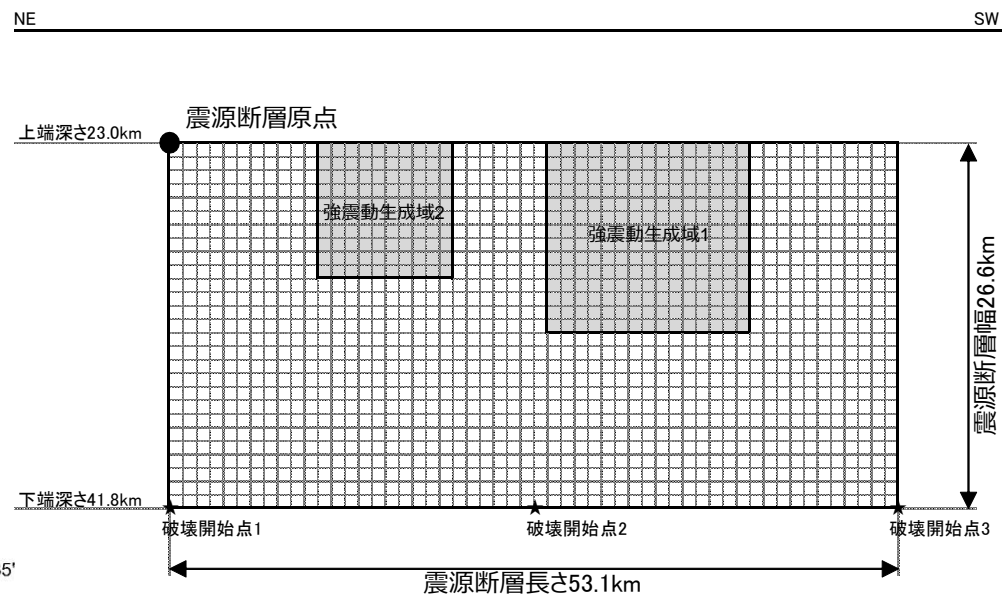 NE
SW
震源断層原点
上端深さ23.0km
強震動生成域2
強震動生成域1
震源断層幅26.6km
下端深さ41.8km
破壊開始点1
破壊開始点2
破壊開始点3
5'
震源断層長さ53.1km